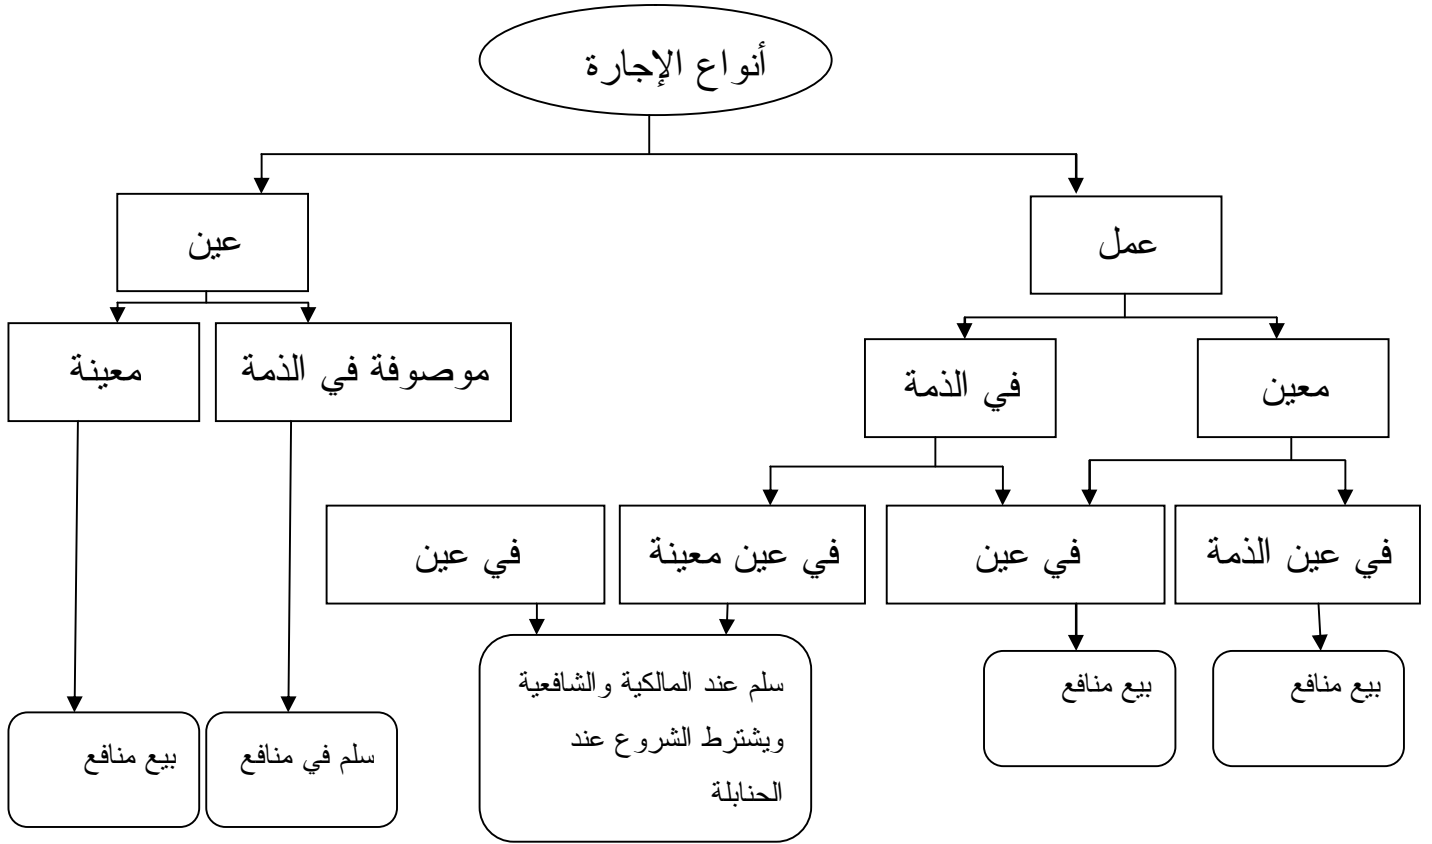 أنواع الإجارة
عمل
عين
معين
في الذمة
موصوفة في الذمة
معينة
في عين الذمة
في عين
في عين معينة
في عين
بيع منافع
بيع منافع
سلم عند المالكية والشافعية
ويشترط الشروع عند
الحنابلة
سلم في منافع
بيع منافع